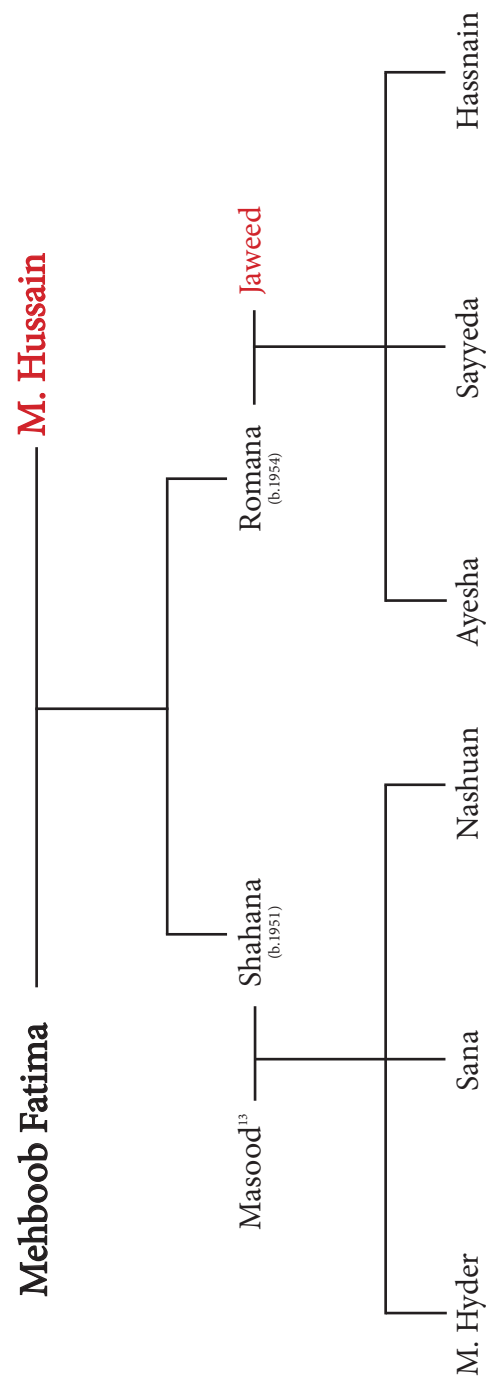 Mehboob Fatima M. Hussain
Masood¹³ Shahana Romana Jaweed
(b.1951) (b.1954)
M. Hyder Sana Nashuan Ayesha Sayyeda Hassnain